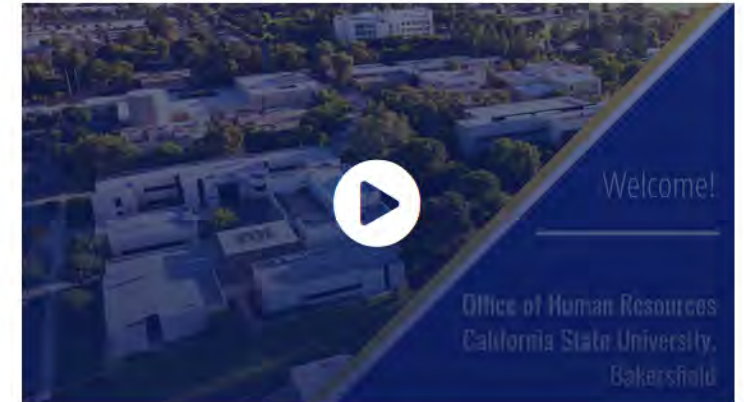 Welcome!
Office of Human Resources
California State University,
Bakersfield